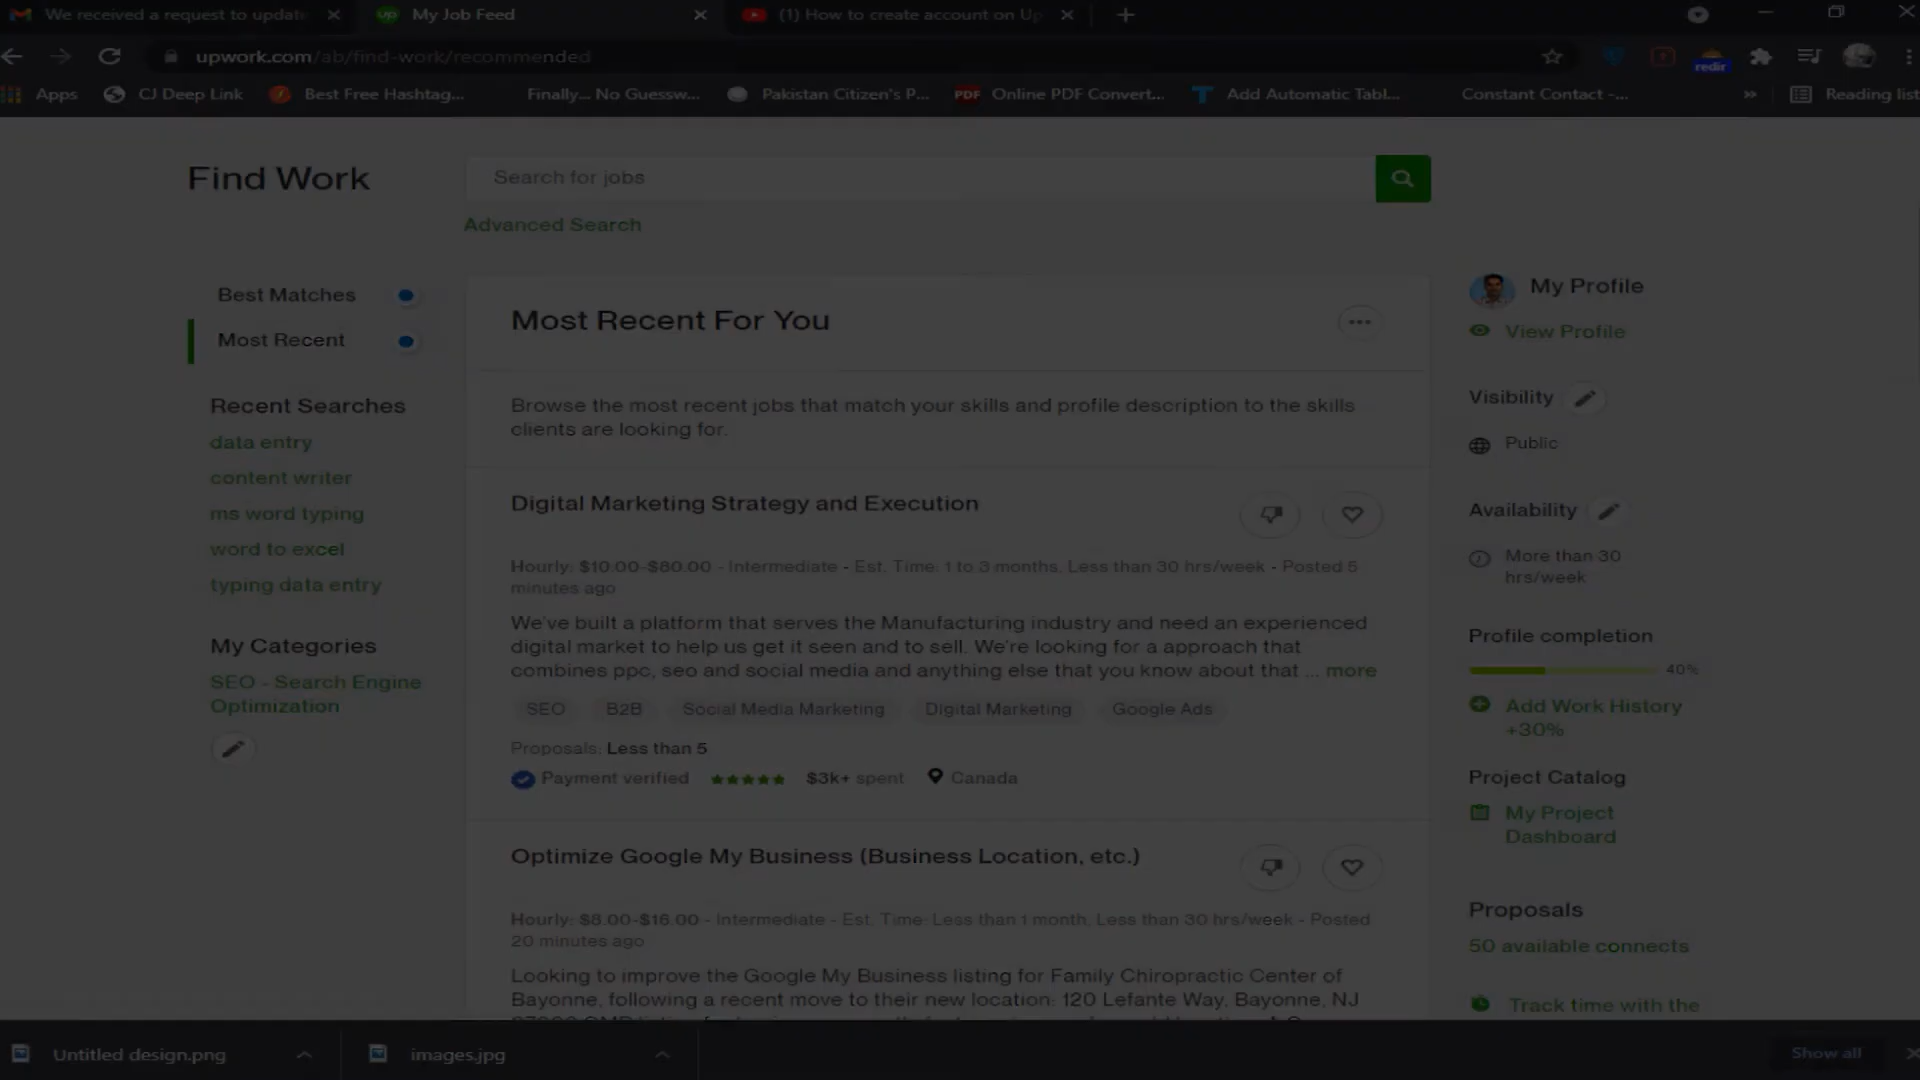 We received a request to update
My Job Feed
(1) How to create account on Up
upwork.com/ab/find-work/recommended
redir
Apps
CJ Deep Link
Best Free Hashtag...
Finally... No Guessw...
Pakistan Citizen's P...
PDF
Online PDF Convert...
Add Automatic Tabl...
Constant Contact -...
Reading list
Find Work
Search for jobs
Advanced Search
Best Matches
Most Recent
Recent Searches
data entry
content writer
ms word typing
word to excel
typing data entry
My Categories
SEO - Search Engine
Optimization
Most Recent For You
Browse the most recent jobs that match your skills and profile description to the skills
clients are looking for.
Digital Marketing Strategy and Execution
Hourly: $10.00-$80.00 - Intermediate - Est. Time: 1 to 3 months, Less than 30 hrs/week - Posted 5
minutes ago
We've built a platform that serves the Manufacturing industry and need an experienced
digital market to help us get it seen and to sell. We're looking for a approach that
combines ppc, seo and social media and anything else that you know about that ... more
SEO
B2B
Social Media Marketing
Digital Marketing
Google Ads
Proposals: Less than 5
Payment verified
$3k+ spent
Canada
Optimize Google My Business (Business Location, etc.)
Hourly: $8.00-$16.00 - Intermediate - Est. Time: Less than 1 month, Less than 30 hrs/week - Posted
20 minutes ago
Looking to improve the Google My Business listing for Family Chiropractic Center of
Bayonne, following a recent move to their new location: 120 Lefante Way, Bayonne, NJ
My Profile
View Profile
Visibility
Public
Availability
More than 30
hrs/week
Profile completion
40%
Add Work History
+30%
Project Catalog
My Project
Dashboard
Proposals
50 available connects
Track time with the
Untitled design.png
images.jpg
Show all